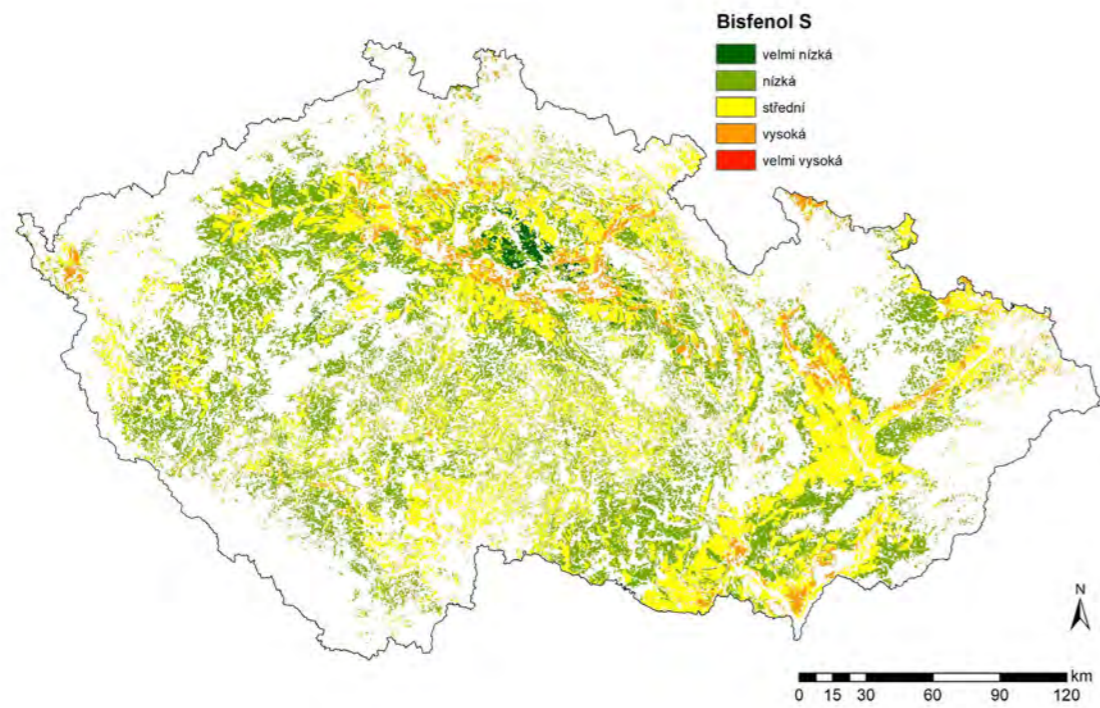 Bisfenol S
velmi nízká
nízká
střední
vysoká
velmi vysoká
N
km
0 15 30 60 90 120